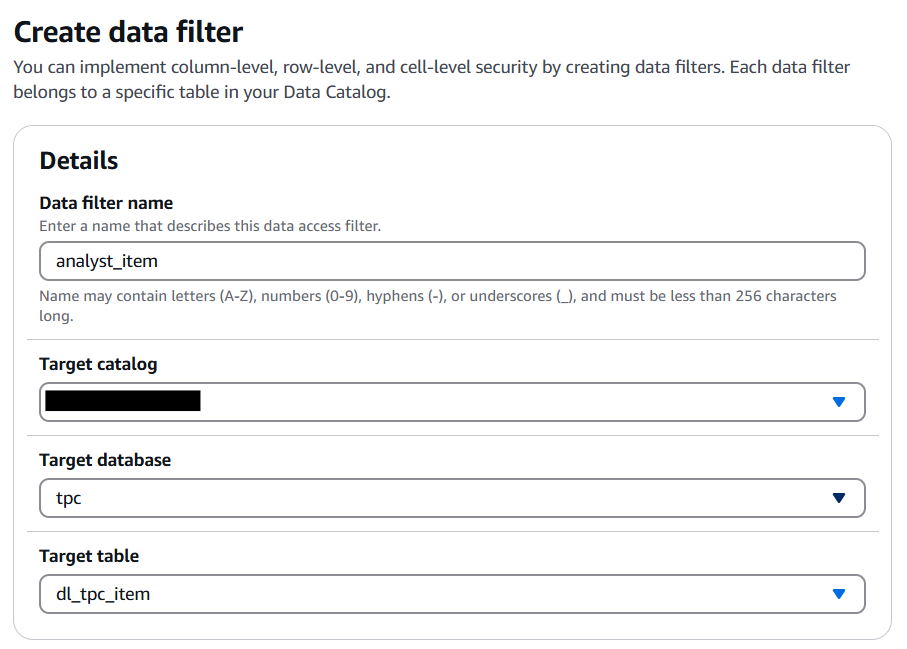 Create data filter
You can implement column-level, row-level, and cell-level security by creating data filters. Each data filter
belongs to a specific table in your Data Catalog.
Details
Data filter name
Enter a name that describes this data access filter.
analyst_item
Name may contain letters (A-Z), numbers (0-9), hyphens (-), or underscores (_), and must be less than 256 characters
long.
Target catalog
Target database
tpc
Target table
dl_tpc_item